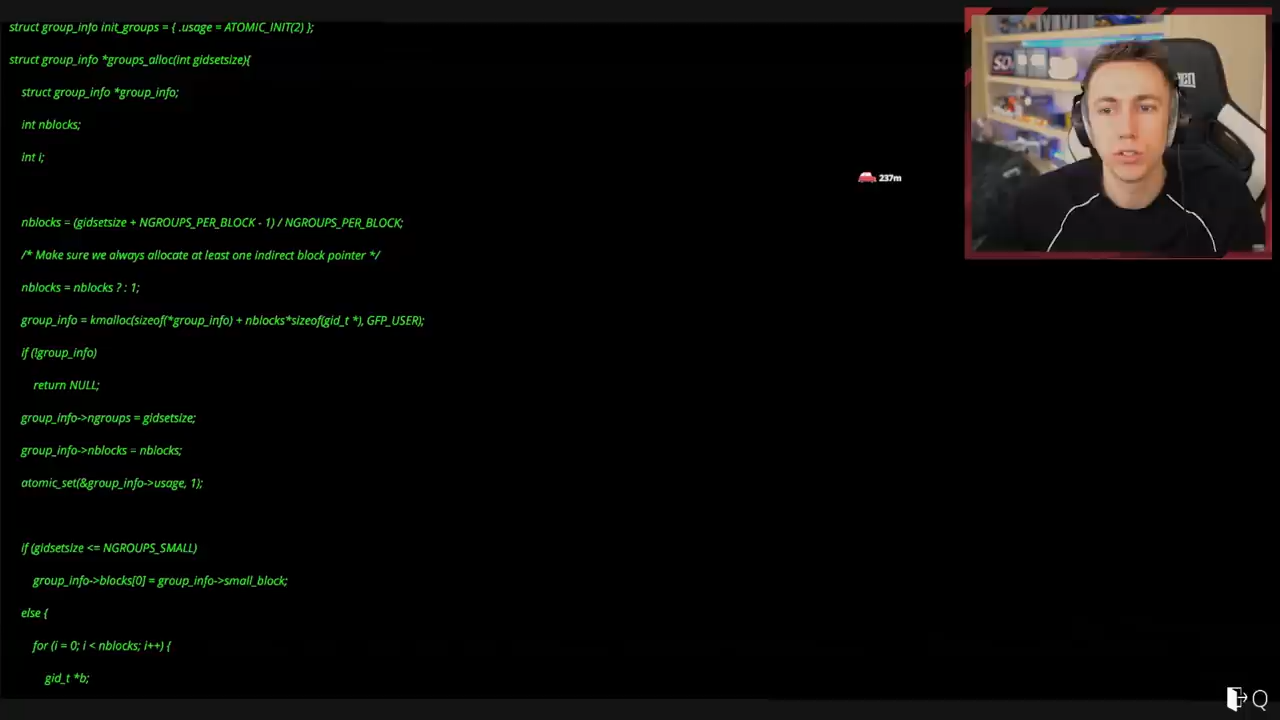 struct group_info init_groups = { .usage = ATOMIC_INIT(2) };
struct group_info *groups_alloc(int gidsetsize){
struct group_info *group_info;
int nblocks;
int i;
237m
nblocks = (gidsetsize + NGROUPS_PER_BLOCK - 1) / NGROUPS_PER_BLOCK;
/* Make sure we always allocate at least one indirect block pointer */
nblocks = nblocks ? : 1;
group_info = kmalloc(sizeof(*group_info) + nblocks*sizeof(gid_t *), GFP_USER);
if (!group_info)
return NULL;
group_info->ngroups = gidsetsize;
group_info->nblocks = nblocks;
atomic_set(&group_info->usage, 1);
if (gidsetsize <= NGROUPS_SMALL)
group_info->blocks[0] = group_info->small_block;
else {
for (i = 0; i < nblocks; i++) {
gid_t *b;
Q